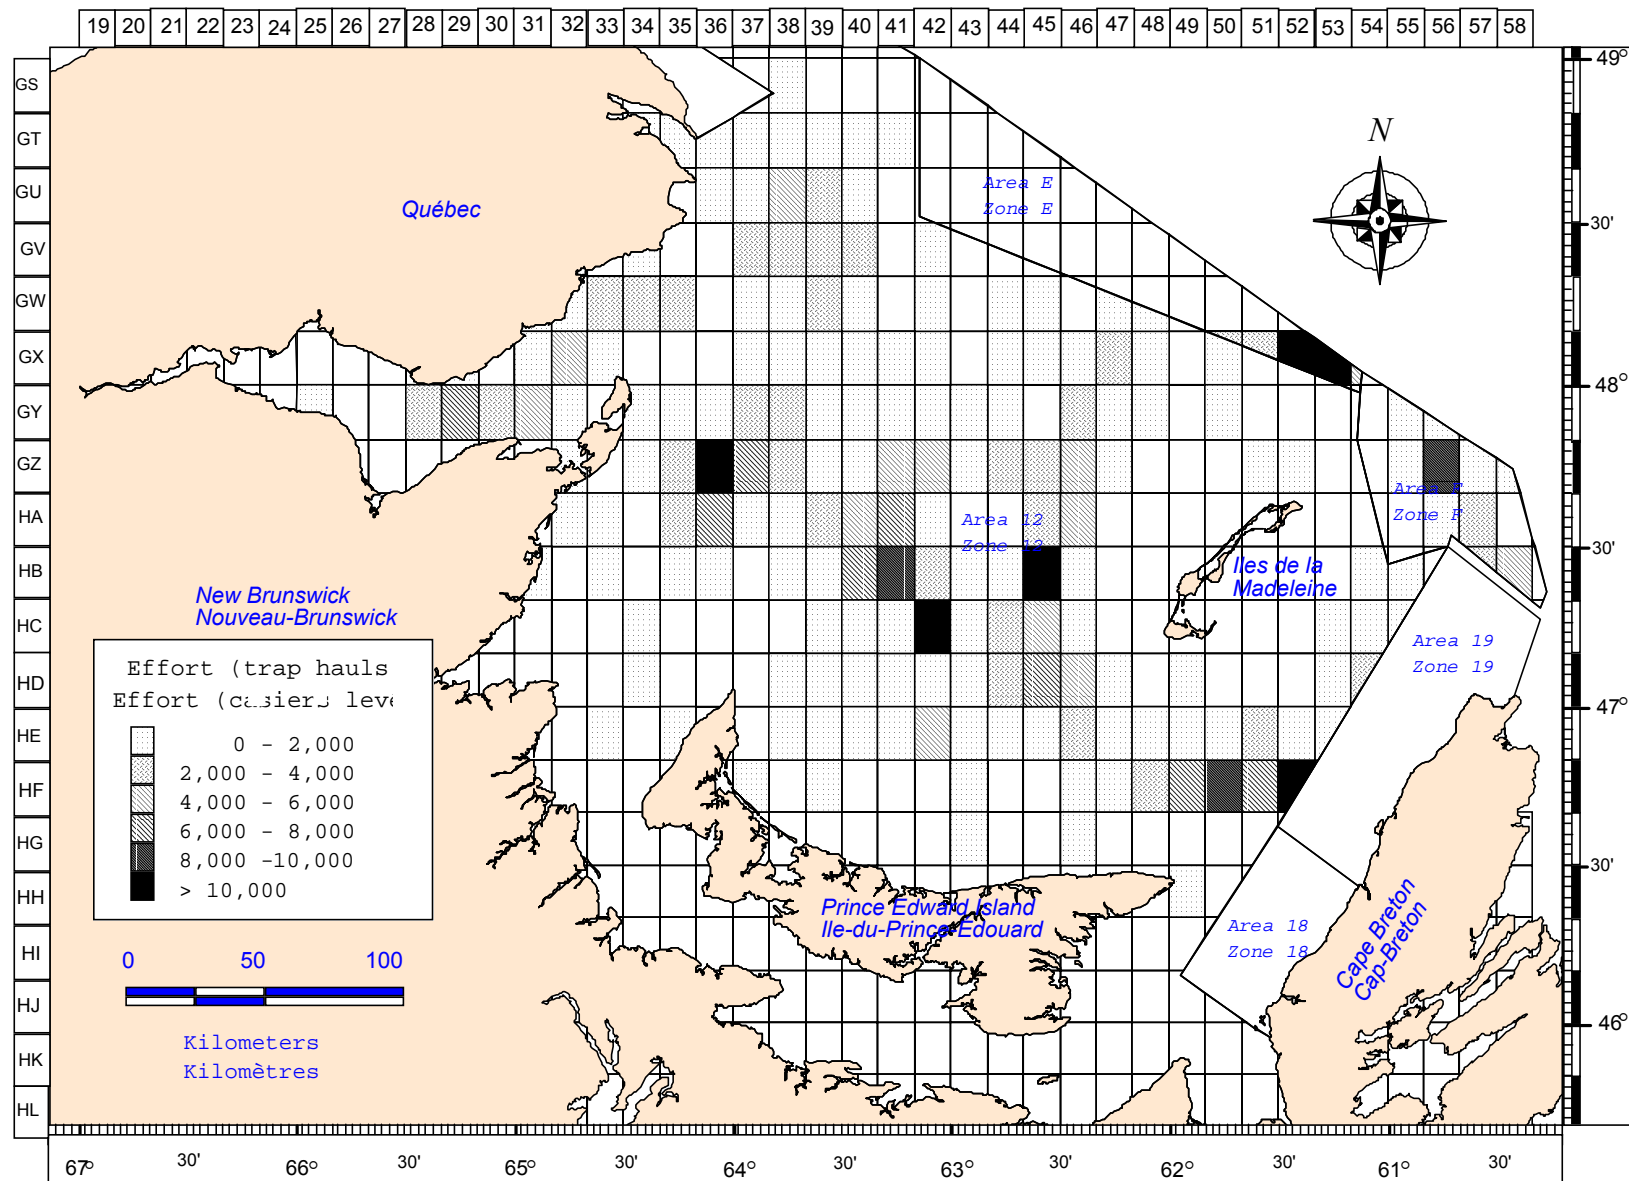 19 20 21 22 23 24 25 26 27 28 29 30 31 32 33 34 35 36 37 38 39 40 41 42 43 44 45 46 47 48 49 50 51 52 53 54 55 56 57 58
49°
GS
N
GT
Area E
GU
Zone E
Québec
30'
GV
GW
GX
48°
GY
GZ
Area F
HA
Zone F
Area 12
Zone 12
30'
HB
Iles de la
Madeleine
New Brunswick
Nouveau-Brunswick
HC
Area 19
Zone 19
Effort (trap hauls
Effort (casiers levé
HD
47°
HE
0 - 2,000
2,000 - 4,000
4,000 - 6,000
6,000 - 8,000
8,000 -10,000
> 10,000
HF
HG
30'
HH
Prince Edward Island
Ile-du-Prince-Edouard
Area 18
Zone 18
Cape Breton
Cap-Breton
HI
0 50 100
HJ
46°
Kilometers
Kilomètres
HK
HL
67° 30' 66° 30' 65° 30' 64° 30' 63° 30' 62° 30' 61° 30'